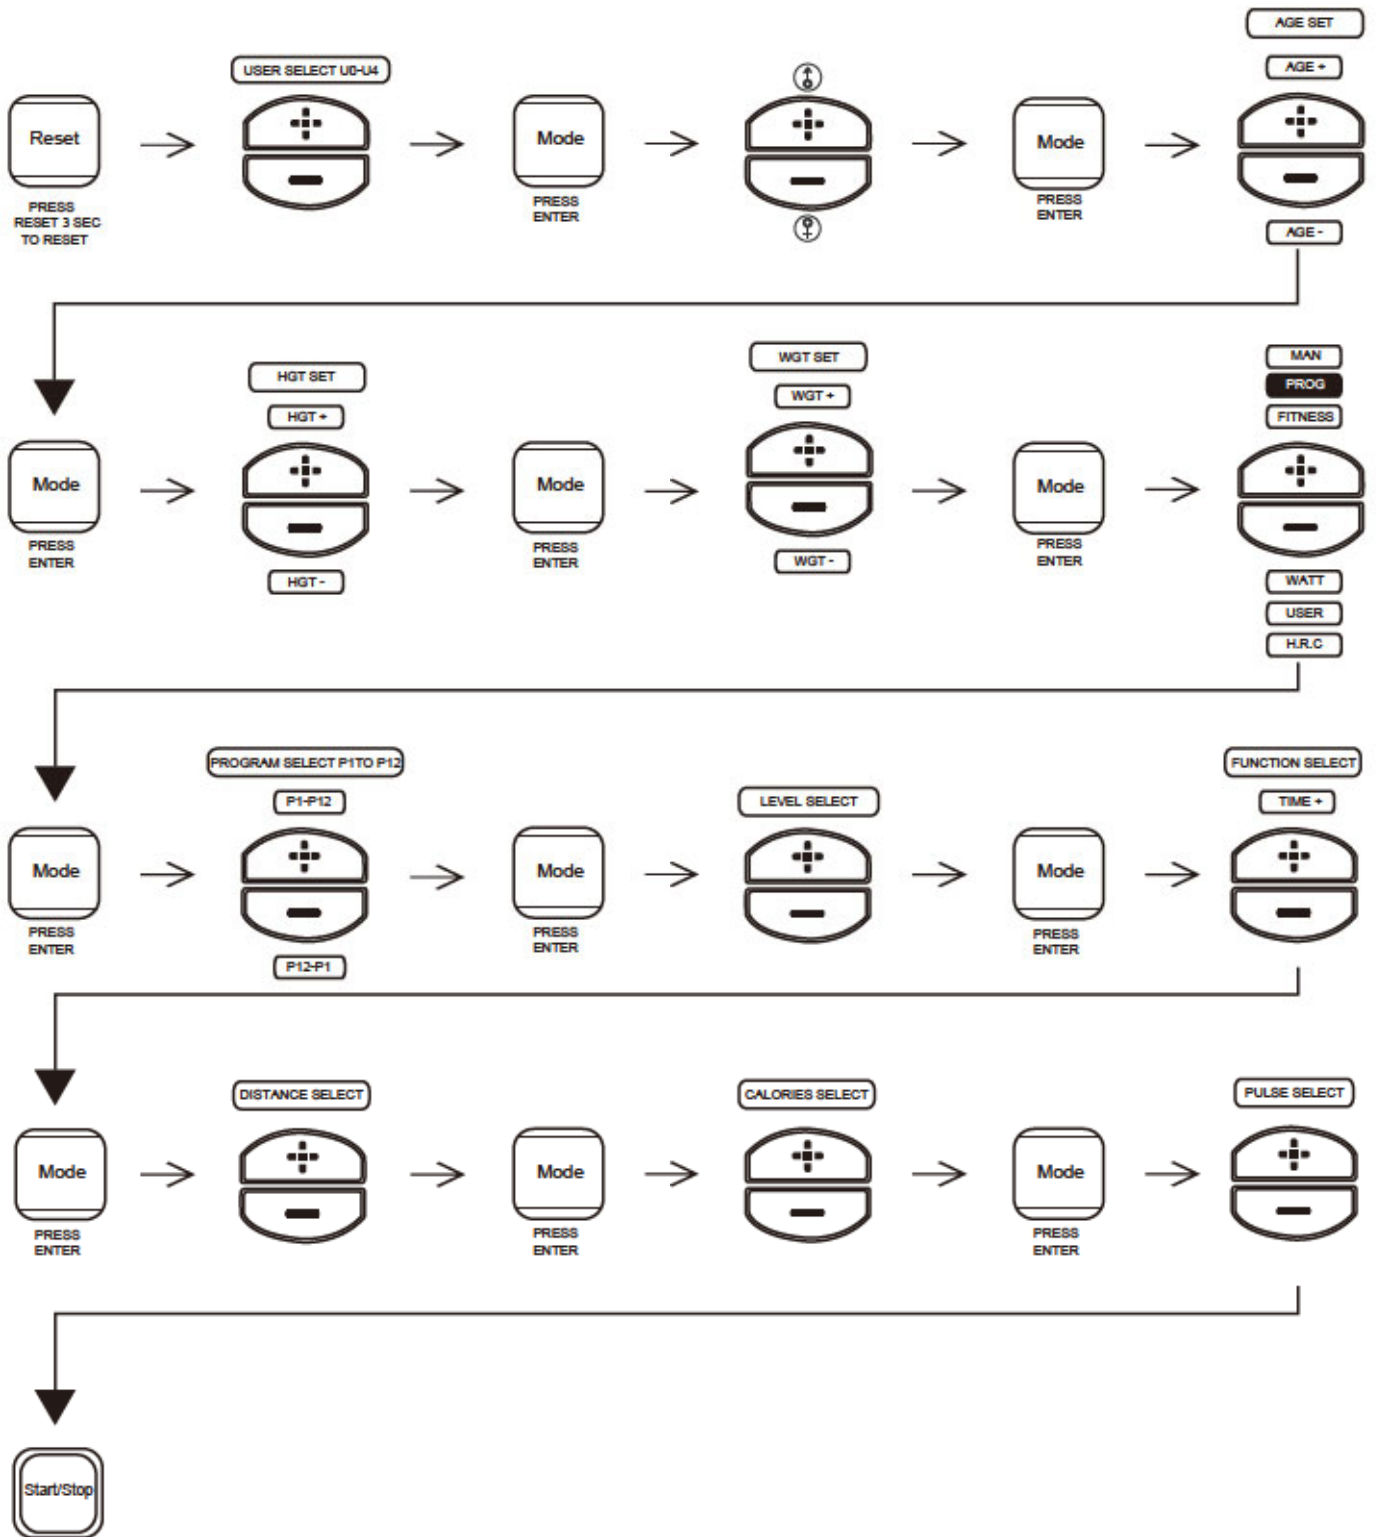 AGE SET
USER SELECT U0-U4
AGE +
Reset
Mode
Mode
PRESS
RESET 3 SEC
TO RESET
PRESS
ENTER
PRESS
ENTER
AGE -
HGT SET
HGT +
WGT SET
WGT +
MAN
PROG
FITNESS
Mode
Mode
Mode
PRESS
ENTER
HGT -
PRESS
ENTER
WGT -
PRESS
ENTER
WATT
USER
H.R.C
PROGRAM SELECT P1TO P12
P1-P12
LEVEL SELECT
FUNCTION SELECT
TIME +
Mode
Mode
Mode
PRESS
ENTER
P12-P1
PRESS
ENTER
PRESS
ENTER
DISTANCE SELECT
CALORIES SELECT
PULSE SELECT
Mode
Mode
Mode
PRESS
ENTER
PRESS
ENTER
PRESS
ENTER
Start/Stop